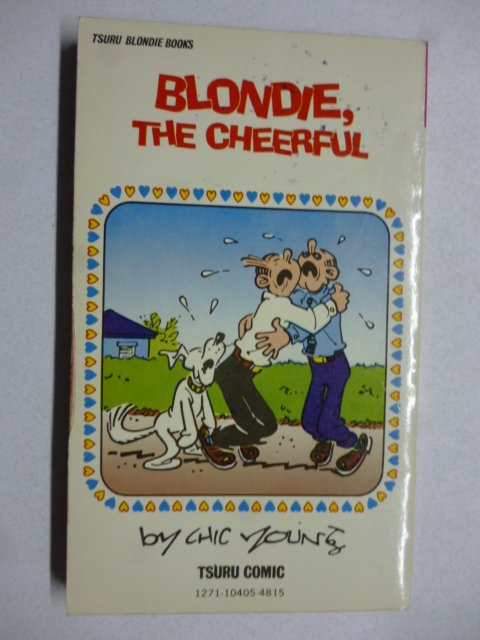 TSURU BLONDIE BOOKS
BLONDIE,
THE CHEERFUL
by CHIC YOUNG
TSURU COMIC
1271-10405-4815